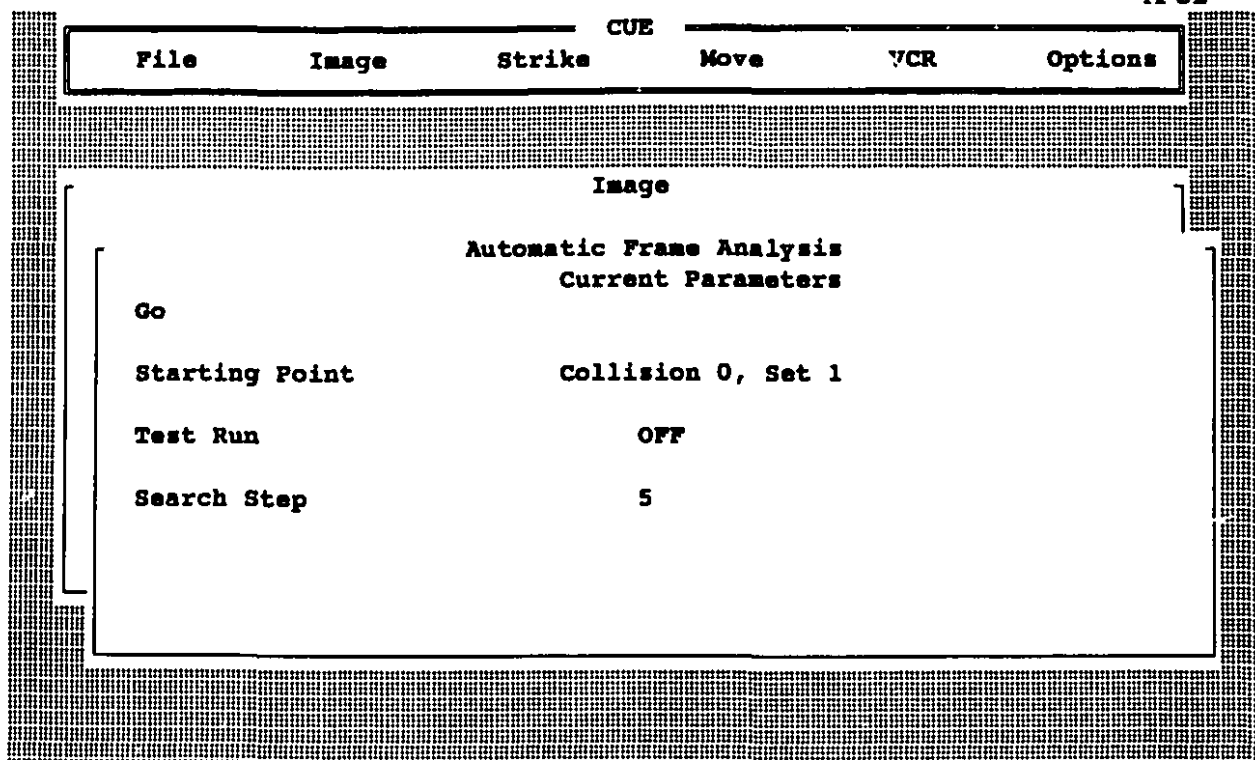 CUE
File Image Strike Move VCR Options
Image
Automatic Frame Analysis
Current Parameters
Go
Starting Point Collision 0, Set 1
Test Run OFF
Search Step 5